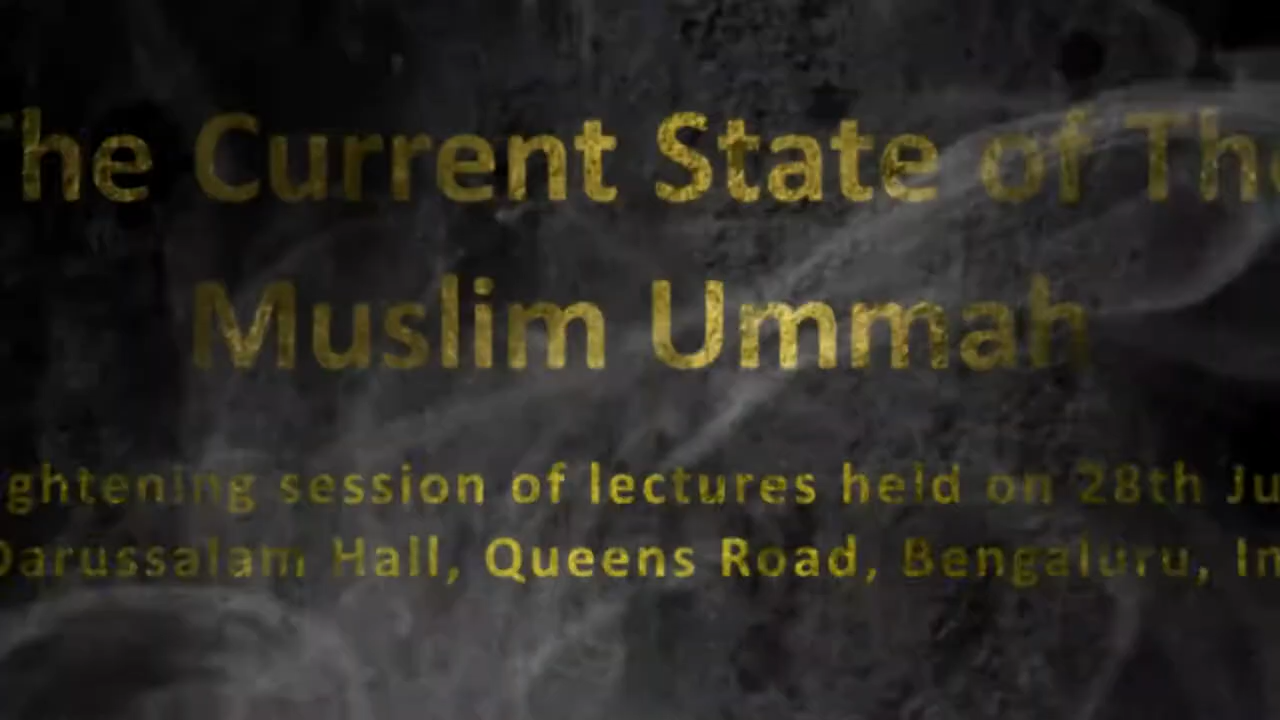 he Current State of The
Muslim Ummah
ghtening session of lectures held on 28th Ju
Darussalam Hall, Queens Road, Bengaluru, In